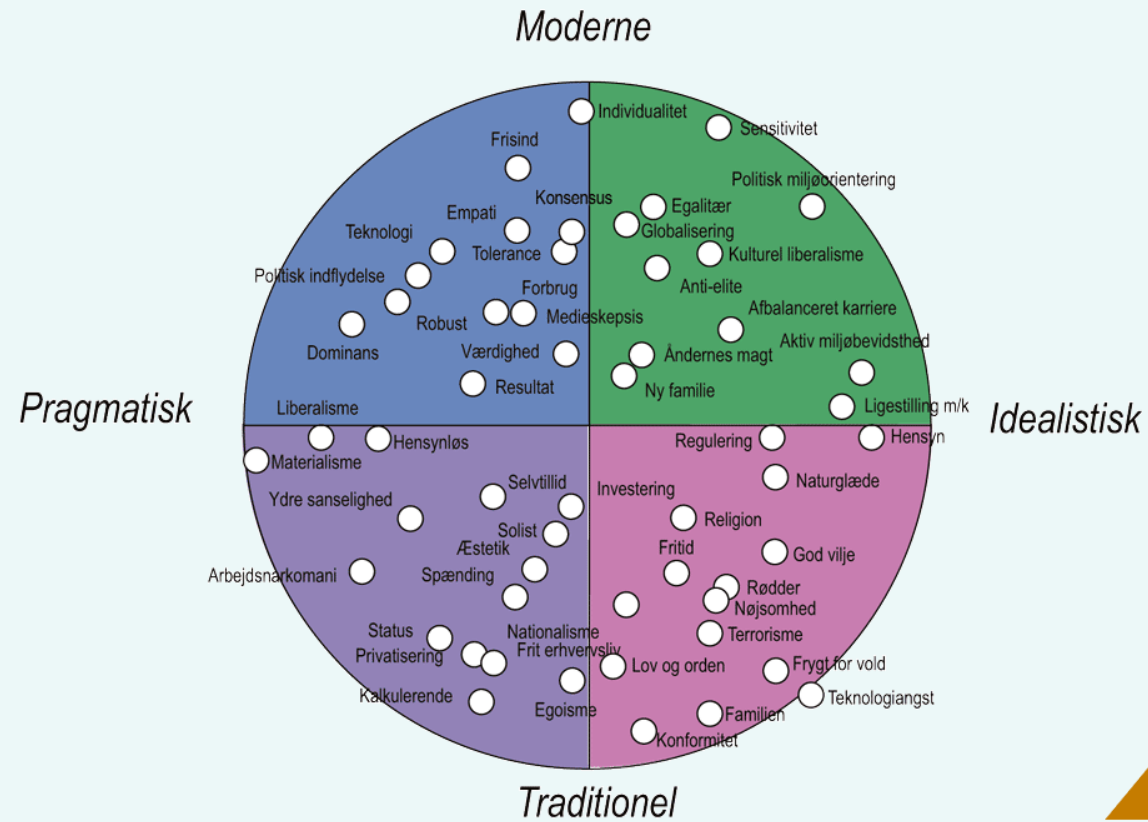 Moderne
Individualitet
Sensitivitet
Frisind
Politisk miljøorientering
Konsensus
Egalitær
Empati
Globalisering
Teknologi
Tolerance
Kulturel liberalisme
Politisk indflydelse
Anti-elite
Forbrug
Afbalanceret karriere
Robust
Medieskepsis
Aktiv miljøbevidsthed
Dominans
Værdighed
Åndernes magt
Resultat
Ny familie
Pragmatisk
Liberalisme
Ligestilling m/k
Idealistisk
Hensynløs
Regulering
Hensyn
Materialisme
Selvtillid
Naturglæde
Ydre sanselighed
Investering
Solist
Religion
Æstetik
Fritid
God vilje
Arbejdsnarkomani
Spænding
Rødder
Nøjsomhed
Status
Nationalisme
Terrorisme
Privatisering
Frit erhvervsliv
Lov og orden
Frygt for vold
Kalkulerende
Egoisme
Teknologiangst
Familien
Konformitet
Traditionel